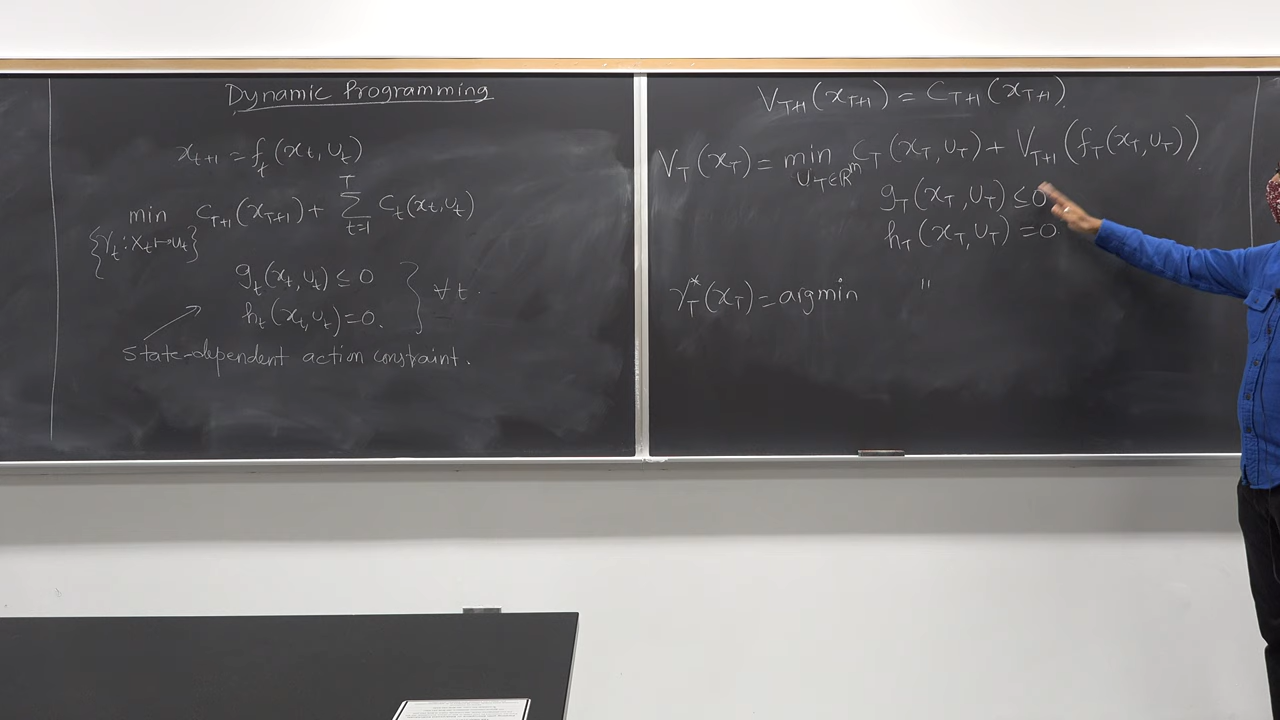 Dynamic Programming
x_{t+1} = f_t(x_t, u_t)
min C_{T+1}(x_{T+1}) + Σ_{t=1}^{T} C_t(x_t, u_t)
{γ_t : X_t ↦ u_t}
g_t(x_t, u_t) ≤ 0
h_t(x_t, u_t) = 0. } ∀ t.
state-dependent action constraint.
V_{T+1}(x_{T+1}) = C_{T+1}(x_{T+1}).
V_T(x_T) = min_{u_T ∈ R^m} C_T(x_T, u_T) + V_{T+1}(f_T(x_T, u_T)).
g_T(x_T, u_T) ≤ 0
h_T(x_T, u_T) = 0.
γ_T^*(x_T) = argmin "